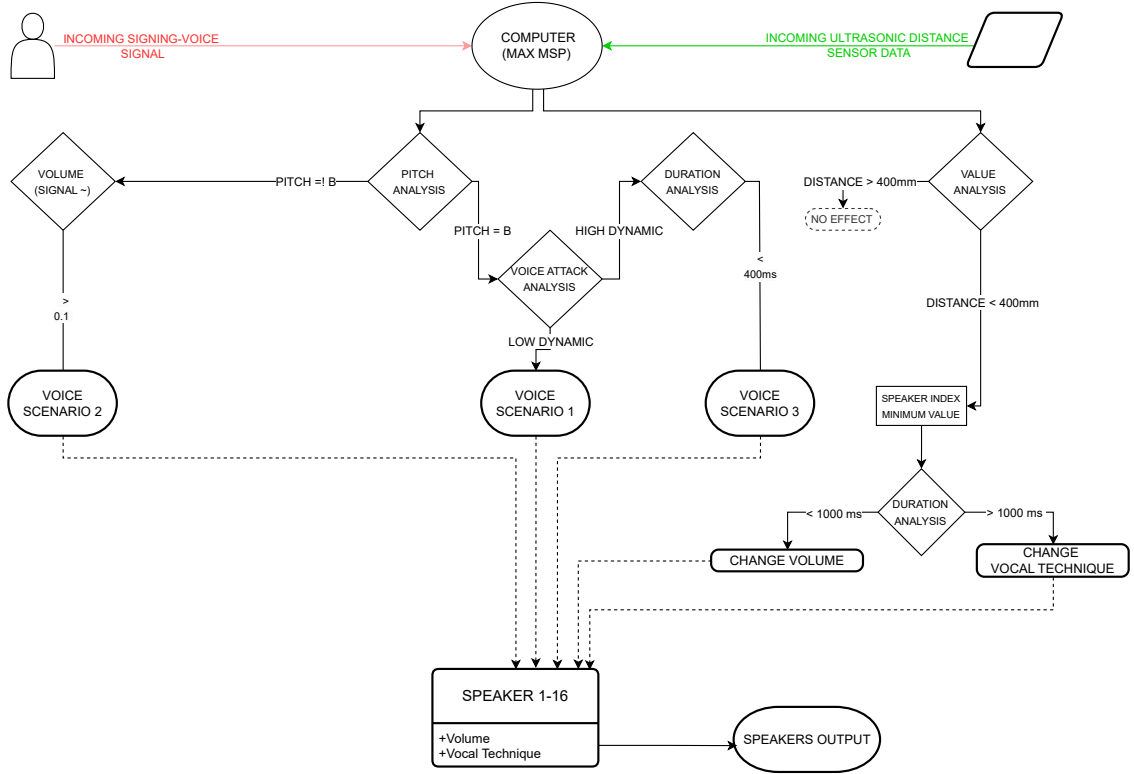 INCOMING SIGNING-VOICE
SIGNAL
COMPUTER
(MAX MSP)
INCOMING ULTRASONIC DISTANCE
SENSOR DATA
VOLUME
(SIGNAL ~)
PITCH =! B
PITCH
ANALYSIS
DURATION
ANALYSIS
DISTANCE > 400mm
VALUE
ANALYSIS
NO EFFECT
PITCH = B
HIGH DYNAMIC
VOICE ATTACK
ANALYSIS
<
400ms
>
0.1
DISTANCE < 400mm
LOW DYNAMIC
VOICE
SCENARIO 2
VOICE
SCENARIO 1
VOICE
SCENARIO 3
SPEAKER INDEX
MINIMUM VALUE
DURATION
ANALYSIS
< 1000 ms
> 1000 ms
CHANGE VOLUME
CHANGE
VOCAL TECHNIQUE
SPEAKER 1-16
+Volume
+Vocal Technique
SPEAKERS OUTPUT